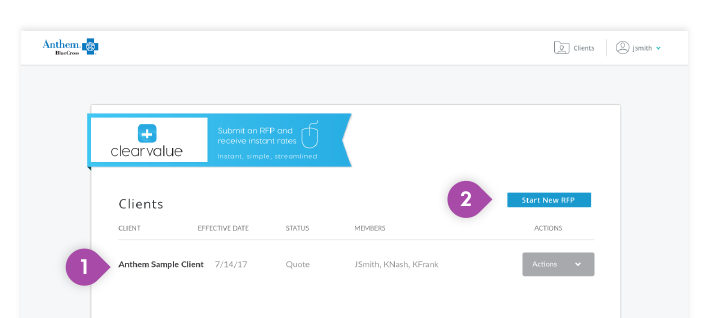 Anthem.
BlueCross
Clients
jsmith
clearvalue
Submit an RFP and
receive instant rates
Instant, simple, streamlined
Clients
2
Start New RFP
CLIENT EFFECTIVE DATE STATUS MEMBERS ACTIONS
1
Anthem Sample Client 7/14/17 Quote JSmith, KNash, KFrank Actions